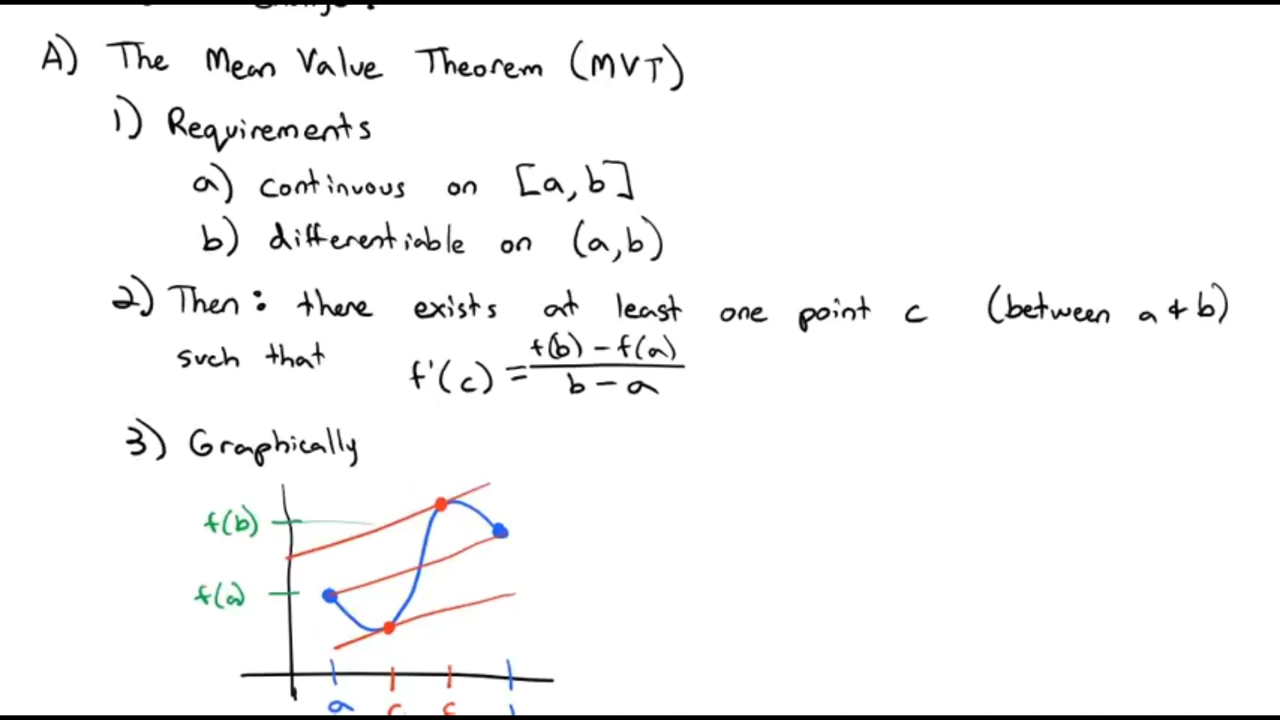 A) The Mean Value Theorem (MVT)
1) Requirements
a) continuous on [a,b]
b) differentiable on (a,b)
2) Then: there exists at least one point c (between a & b)
such that f'(c) = f(b) - f(a) / b - a
3) Graphically
f(b)
f(a)
a